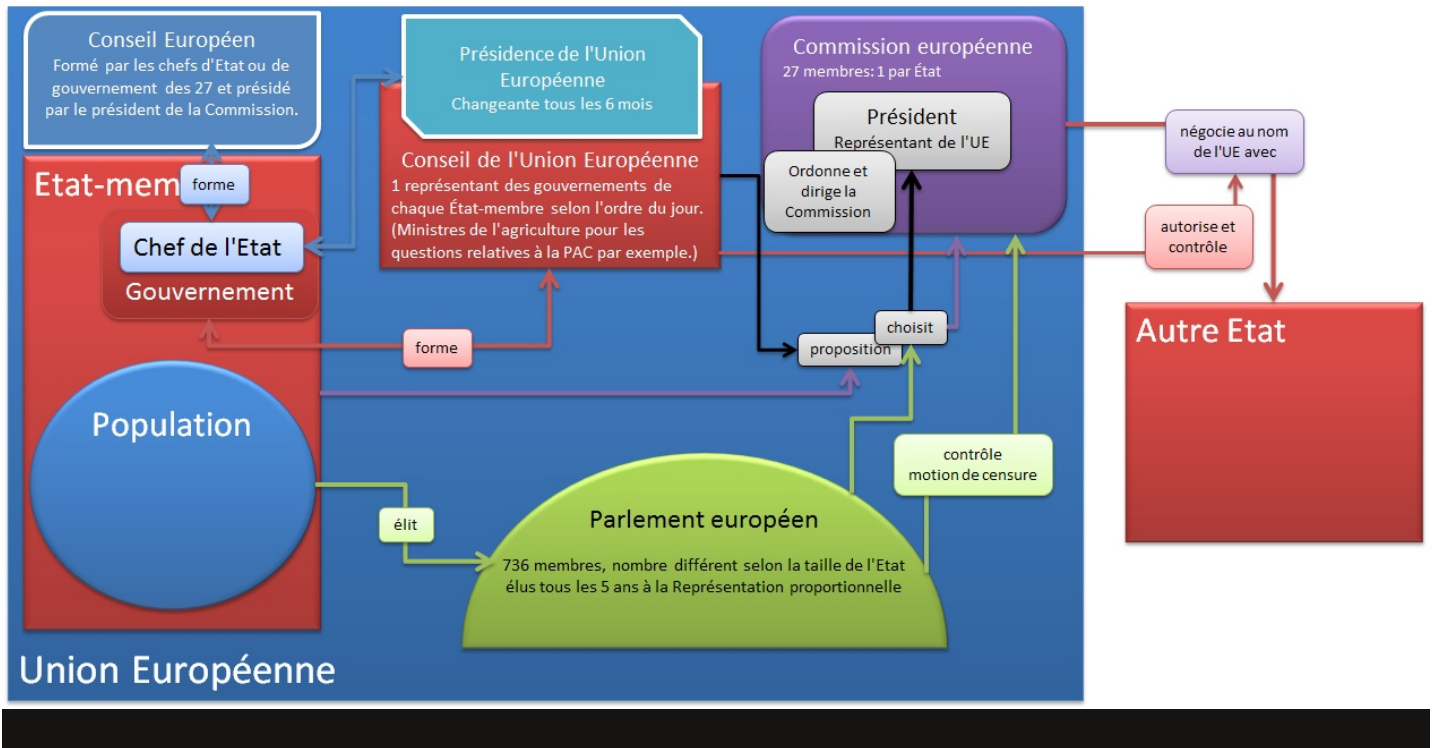 Conseil Européen
Formé par les chefs d'Etat ou de
gouvernement des 27 et présidé
par le président de la Commission.
Présidence de l'Union
Européenne
Changeante tous les 6 mois
Commission européenne
27 membres: 1 par État
Président
Représentant de l'UE
Ordonne et
dirige la
Commission
négocie au nom
de l'UE avec
autorise et
contrôle
Conseil de l'Union Européenne
1 représentant des gouvernements de
chaque État-membre selon l'ordre du jour.
(Ministres de l'agriculture pour les
questions relatives à la PAC par exemple.)
Etat-mem
forme
Chef de l'Etat
Gouvernement
forme
choisit
proposition
Autre Etat
Population
élit
contrôle
motion de censure
Parlement européen
736 membres, nombre différent selon la taille de l'Etat
élus tous les 5 ans à la Représentation proportionnelle
Union Européenne